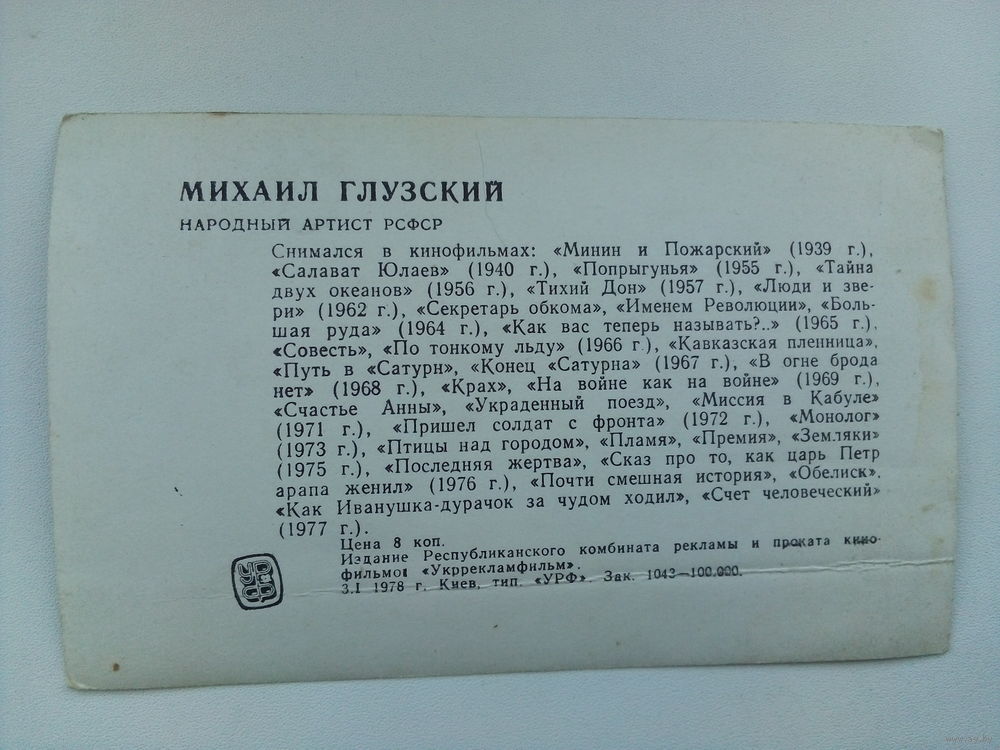 МИХАИЛ ГЛУЗСКИЙ
НАРОДНЫЙ АРТИСТ РСФСР
Снимался в кинофильмах: «Минин и Пожарский» (1939 г.),
«Салават Юлаев» (1940 г.), «Попрыгунья» (1955 г.), «Тайна
двух океанов» (1956 г.), «Тихий Дон» (1957 г.), «Люди и зве-
ри» (1962 г.), «Секретарь обкома», «Именем Революции», «Боль-
шая руда» (1964 г.), «Как вас теперь называть?..» (1965 г.),
«Совесть», «По тонкому льду» (1966 г.), «Кавказская пленница»,
«Путь в «Сатурн», «Конец «Сатурна» (1967 г.), «В огне брода
нет» (1968 г.), «Крах», «На войне как на войне» (1969 г.),
«Счастье Анны», «Украденный поезд», «Миссия в Кабуле»
(1971 г.), «Пришел солдат с фронта» (1972 г.), «Монолог»
(1973 г.), «Птицы над городом», «Пламя», «Премия», «Земляки»
(1975 г.), «Последняя жертва», «Сказ про то, как царь Петр
арапа женил» (1976 г.), «Почти смешная история», «Обелиск»,
«Как Иванушка-дурачок за чудом ходил», «Счет человеческий»
(1977 г.).
Цена 8 коп.
Издание Республиканского комбината рекламы и проката кино-
фильмов «Укррекламфильм».
3.I 1978 г. Киев, тип. «УРФ». Зак. 1043—100.000.